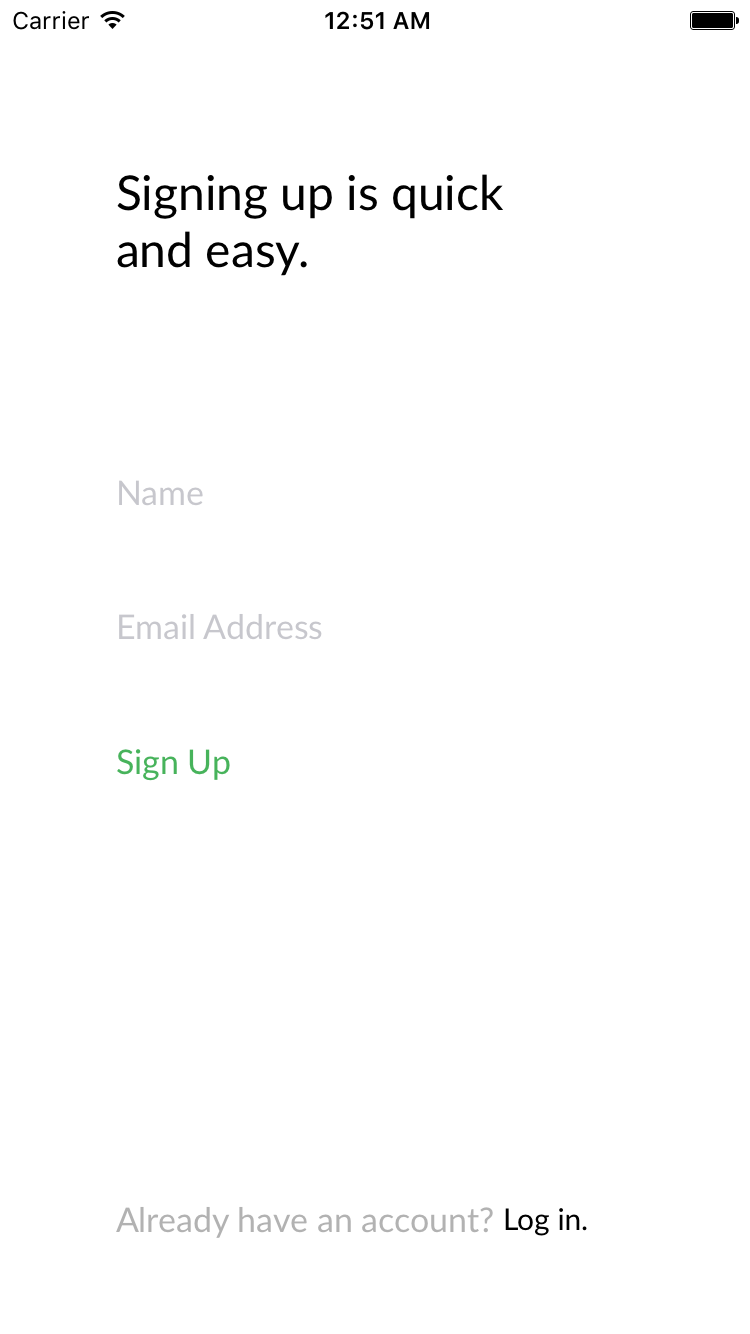 Carrier 12:51 AM
Signing up is quick
and easy.
Name
Email Address
Sign Up
Already have an account? Log in.